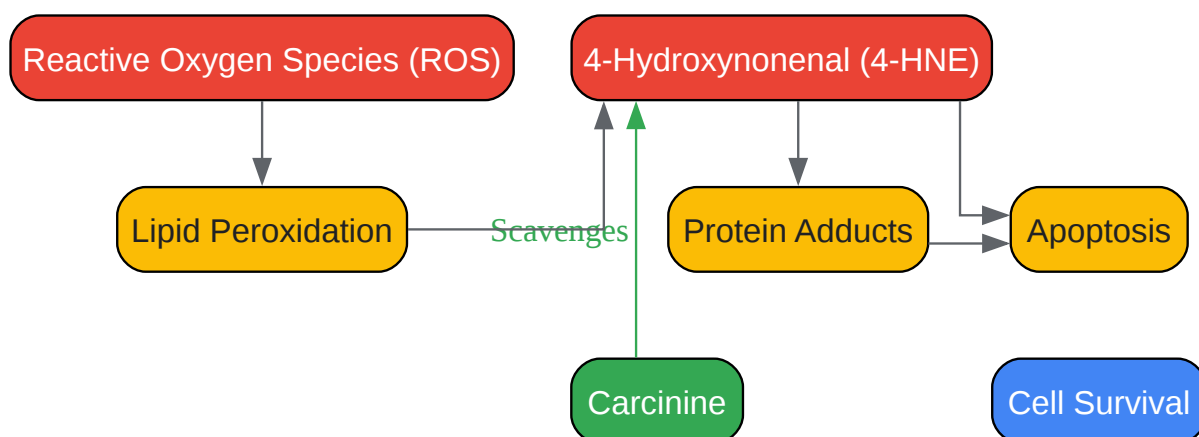 Reactive Oxygen Species (ROS)
4-Hydroxynonenal (4-HNE)
Lipid Peroxidation
Scavenges
Protein Adducts
Apoptosis
Carcinine
Cell Survival